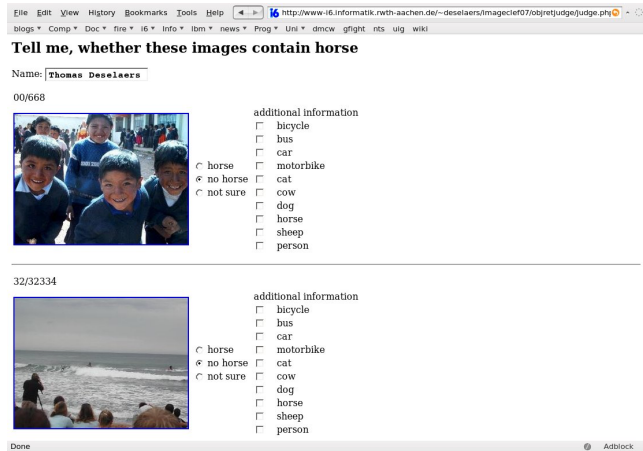 File Edit View History Bookmarks Tools Help http://www-i6.informatik.rwth-aachen.de/~deselaers/imageclef07/objretjudge/judge.php
blogs Comp Doc fire i6 Info Ibm news Prog Uni dmcw gfight nts uig wiki
Tell me, whether these images contain horse
Name: Thomas Deselaers
00/668
additional information
bicycle
bus
car
horse motorbike
no horse cat
not sure cow
dog
horse
sheep
person
32/32334
additional information
bicycle
bus
car
horse motorbike
no horse cat
not sure cow
dog
horse
sheep
person
Done Adblock